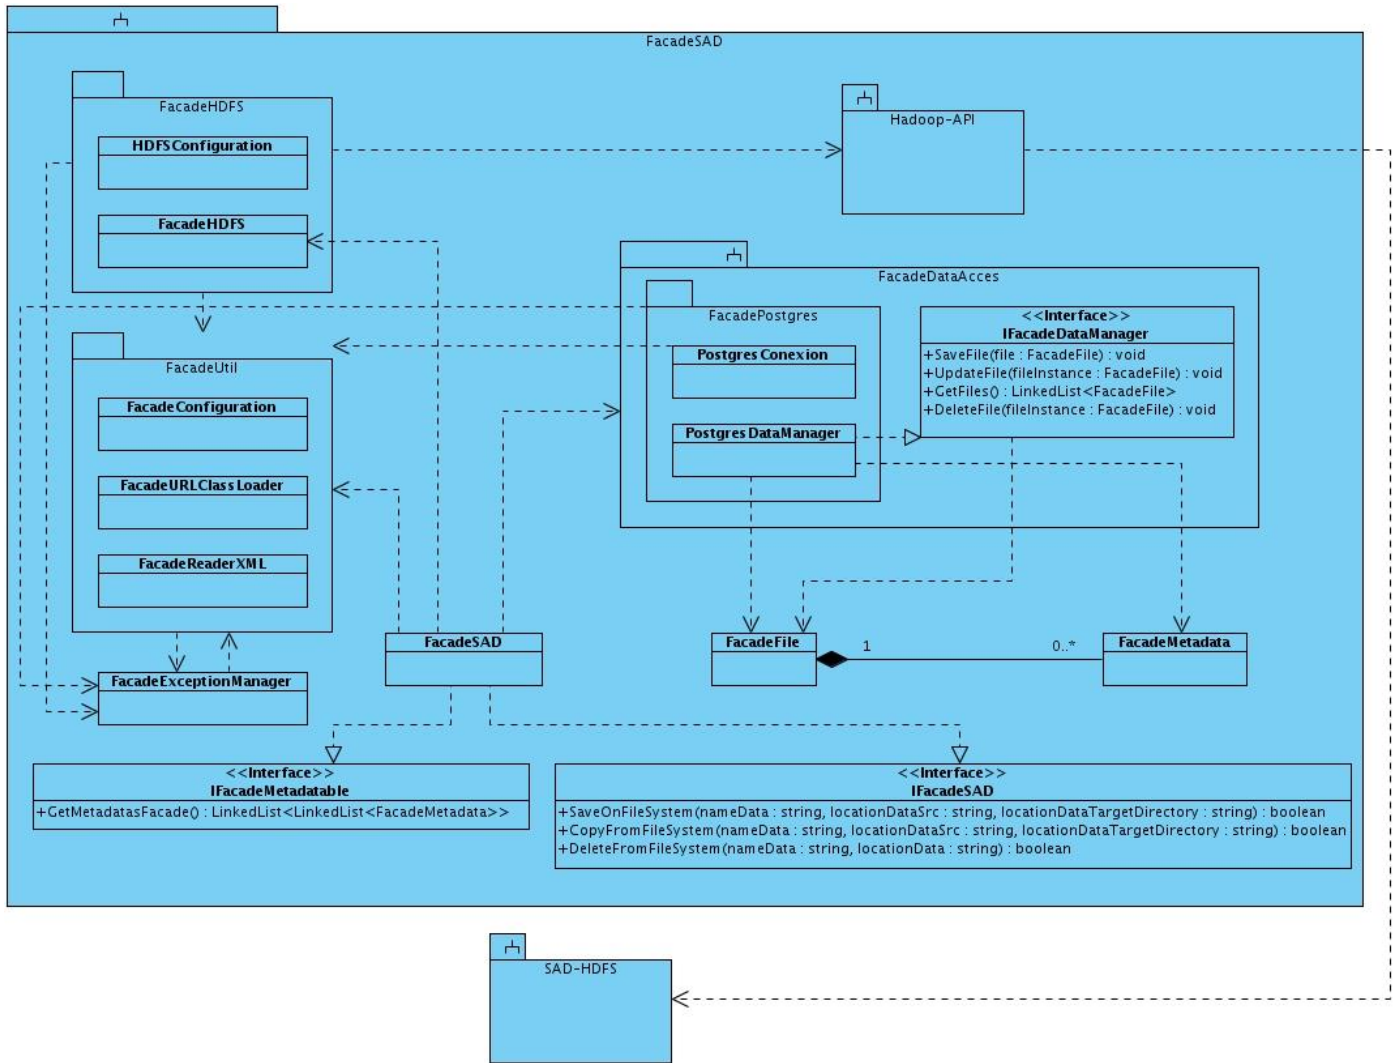 FacadeSAD
FacadeHDFS
HDFSConfiguration
FacadeHDFS
Hadoop-API
FacadeDataAcces
FacadePostgres
PostgresConexion
PostgresDataManager
<<Interface>>
IFacadeDataManager
+SaveFile(file : FacadeFile) : void
+UpdateFile(fileInstance : FacadeFile) : void
+GetFiles() : LinkedList<FacadeFile>
+DeleteFile(fileInstance : FacadeFile) : void
FacadeUtil
FacadeConfiguration
FacadeURLClassLoader
FacadeReaderXML
FacadeExceptionManager
FacadeSAD
FacadeFile
1
0..*
FacadeMetadata
<<Interface>>
IFacadeMetadatable
+GetMetadatasFacade() : LinkedList<LinkedList<FacadeMetadata>>
<<Interface>>
IFacadeSAD
+SaveOnFileSystem(nameData : string, locationDataSrc : string, locationDataTargetDirectory : string) : boolean
+CopyFromFileSystem(nameData : string, locationDataSrc : string, locationDataTargetDirectory : string) : boolean
+DeleteFromFileSystem(nameData : string, locationData : string) : boolean
SAD-HDFS